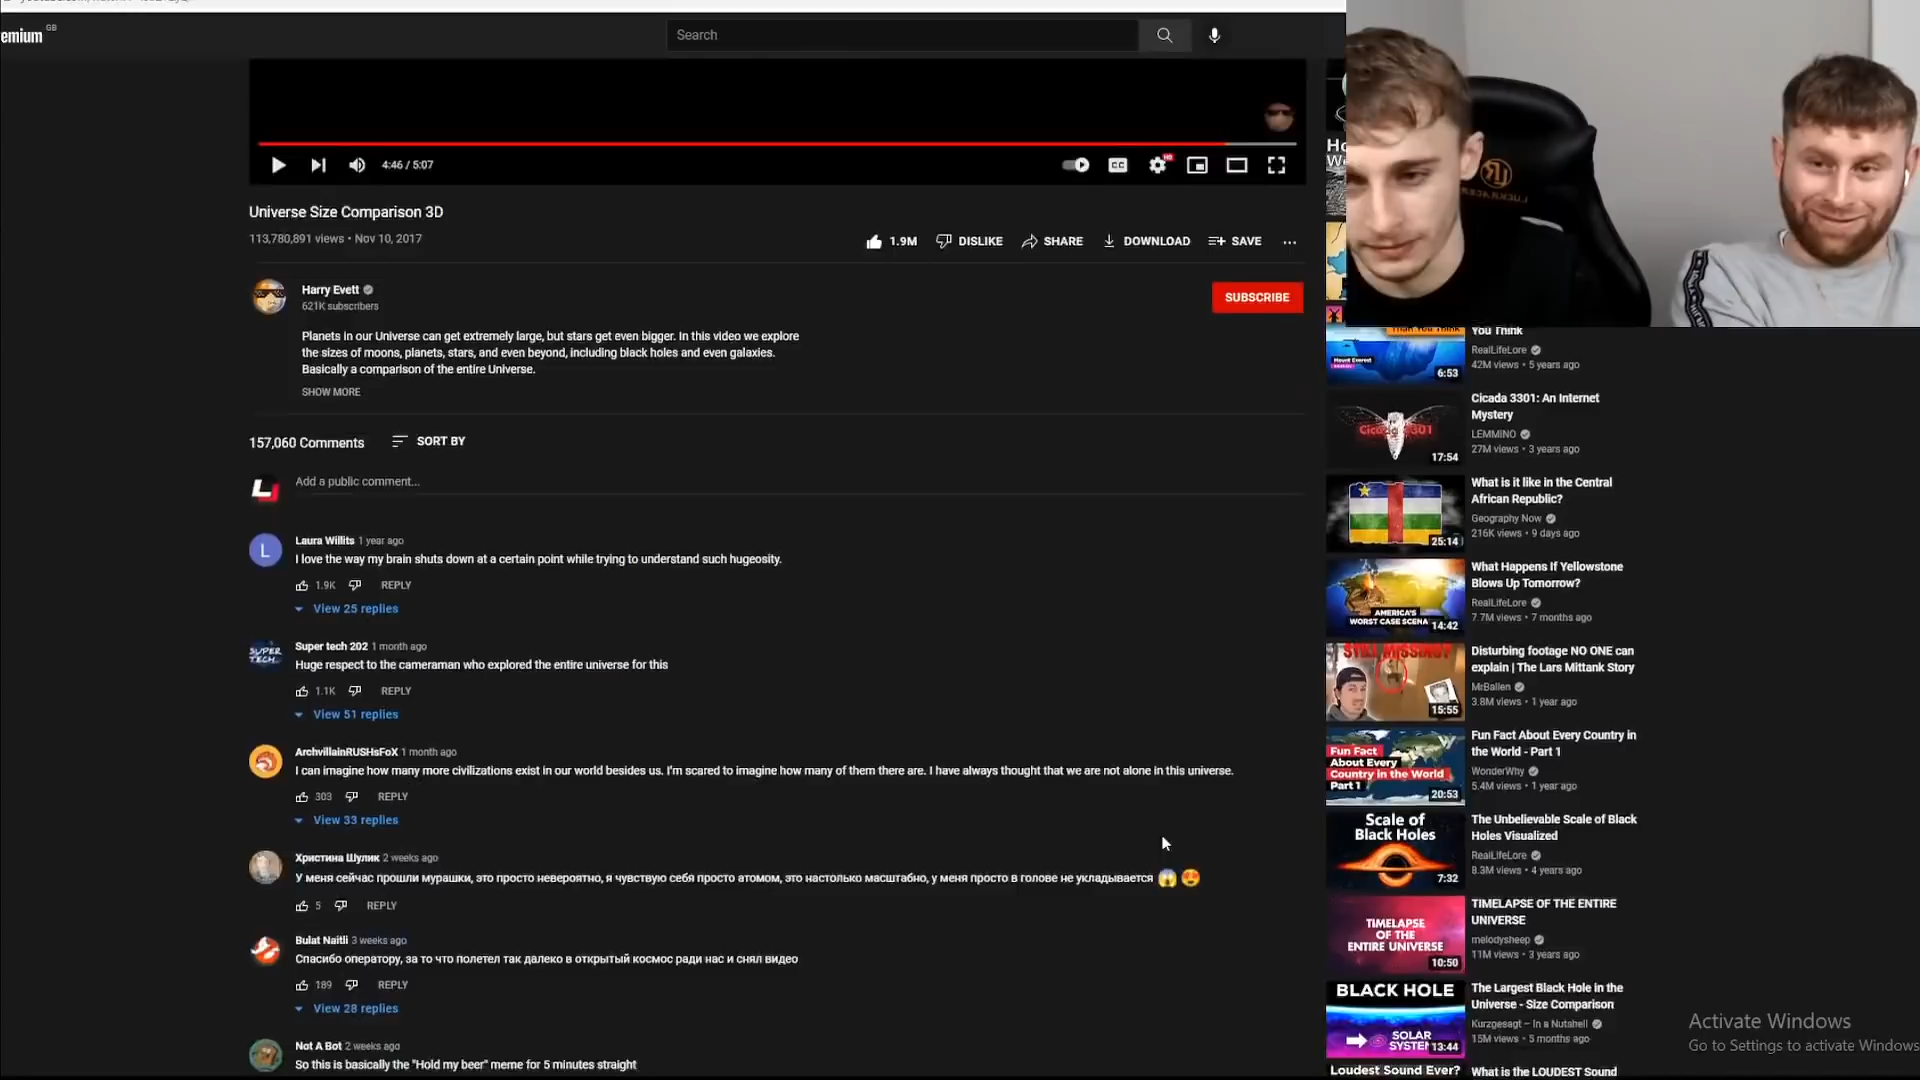 emium GB
Search
4:46 / 5:07
Universe Size Comparison 3D
113,780,891 views • Nov 10, 2017
1.9M DISLIKE SHARE DOWNLOAD SAVE ...
Harry Evett
621K subscribers
SUBSCRIBE
Planets in our Universe can get extremely large, but stars get even bigger. In this video we explore
the sizes of moons, planets, stars, and even beyond, including black holes and even galaxies.
Basically a comparison of the entire Universe.
SHOW MORE
157,060 Comments SORT BY
Add a public comment...
L
Laura Willits 1 year ago
I love the way my brain shuts down at a certain point while trying to understand such hugeosity.
1.9K REPLY
View 25 replies
SUPER
TECH
Super tech 202 1 month ago
Huge respect to the cameraman who explored the entire universe for this
1.1K REPLY
View 51 replies
ArchvillainRUSHsFoX 1 month ago
I can imagine how many more civilizations exist in our world besides us. I'm scared to imagine how many of them there are. I have always thought that we are not alone in this universe.
303 REPLY
View 33 replies
Христина Шулик 2 weeks ago
У меня сейчас прошли мурашки, это просто невероятно, я чувствую себя просто атомом, это настолько масштабно, у меня просто в голове не укладывается 😱 😍
5 REPLY
Bulat Naitli 3 weeks ago
Спасибо оператору, за то что полетел так далеко в открытый космос ради нас и снял видео
189 REPLY
View 28 replies
Not A Bot 2 weeks ago
So this is basically the "Hold my beer" meme for 5 minutes straight
You Think
RealLifeLore
42M views • 5 years ago
6:53
Cicada 3301: An Internet
Mystery
LEMMiNO
27M views • 3 years ago
17:54
What is it like in the Central
African Republic?
Geography Now
216K views • 9 days ago
25:14
What Happens If Yellowstone
Blows Up Tomorrow?
RealLifeLore
7.7M views • 7 months ago
AMERICA'S
WORST CASE SCENA
14:42
Disturbing footage NO ONE can
explain | The Lars Mittank Story
MrBallen
3.8M views • 1 year ago
STILL MISSING?
15:55
Fun Fact About Every Country in
the World - Part 1
WonderWhy
5.4M views • 1 year ago
Fun Fact
About Every
Country in the World
Part 1
20:53
The Unbelievable Scale of Black
Holes Visualized
RealLifeLore
8.3M views • 4 years ago
Scale of
Black Holes
7:32
TIMELAPSE OF THE ENTIRE
UNIVERSE
melodysheep
11M views • 3 years ago
TIMELAPSE
OF THE
ENTIRE UNIVERSE
10:50
The Largest Black Hole in the
Universe - Size Comparison
Kurzgesagt – In a Nutshell
15M views • 5 months ago
BLACK HOLE
SOLAR
SYSTEM
13:44
Loudest Sound Ever?
What is the LOUDEST Sound
Activate Windows
Go to Settings to activate Windows